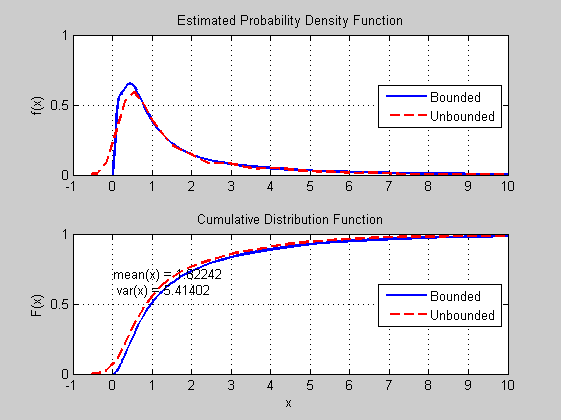 Estimated Probability Density Function
1
0.5
0
f(x)
Bounded
Unbounded
-1 0 1 2 3 4 5 6 7 8 9 10
Cumulative Distribution Function
1
0.5
0
F(x)
mean(x) = 1.82242
var(x) = 5.41402
Bounded
Unbounded
-1 0 1 2 3 4 5 6 7 8 9 10
x